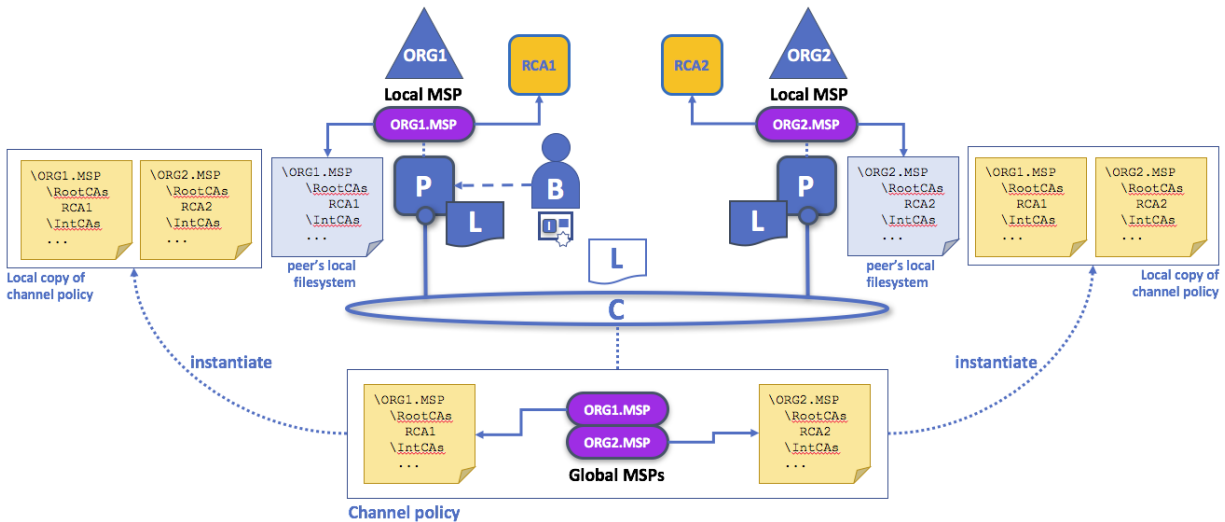 ORG1
RCA1
RCA2
ORG2
Local MSP
Local MSP
ORG1.MSP
ORG2.MSP
\ORG1.MSP
\RootCAs
RCA1
\IntCAs
...
\ORG2.MSP
\RootCAs
RCA2
\IntCAs
...
Local copy of
channel policy
\ORG1.MSP
\RootCAs
RCA1
\IntCAs
...
peer's local
filesystem
P
L
B
I
L
P
L
\ORG2.MSP
\RootCAs
RCA2
\IntCAs
...
peer's local
filesystem
\ORG1.MSP
\RootCAs
RCA1
\IntCAs
...
\ORG2.MSP
\RootCAs
RCA2
\IntCAs
...
Local copy of
channel policy
C
instantiate
instantiate
\ORG1.MSP
\RootCAs
RCA1
\IntCAs
...
ORG1.MSP
ORG2.MSP
Global MSPs
\ORG2.MSP
\RootCAs
RCA2
\IntCAs
...
Channel policy